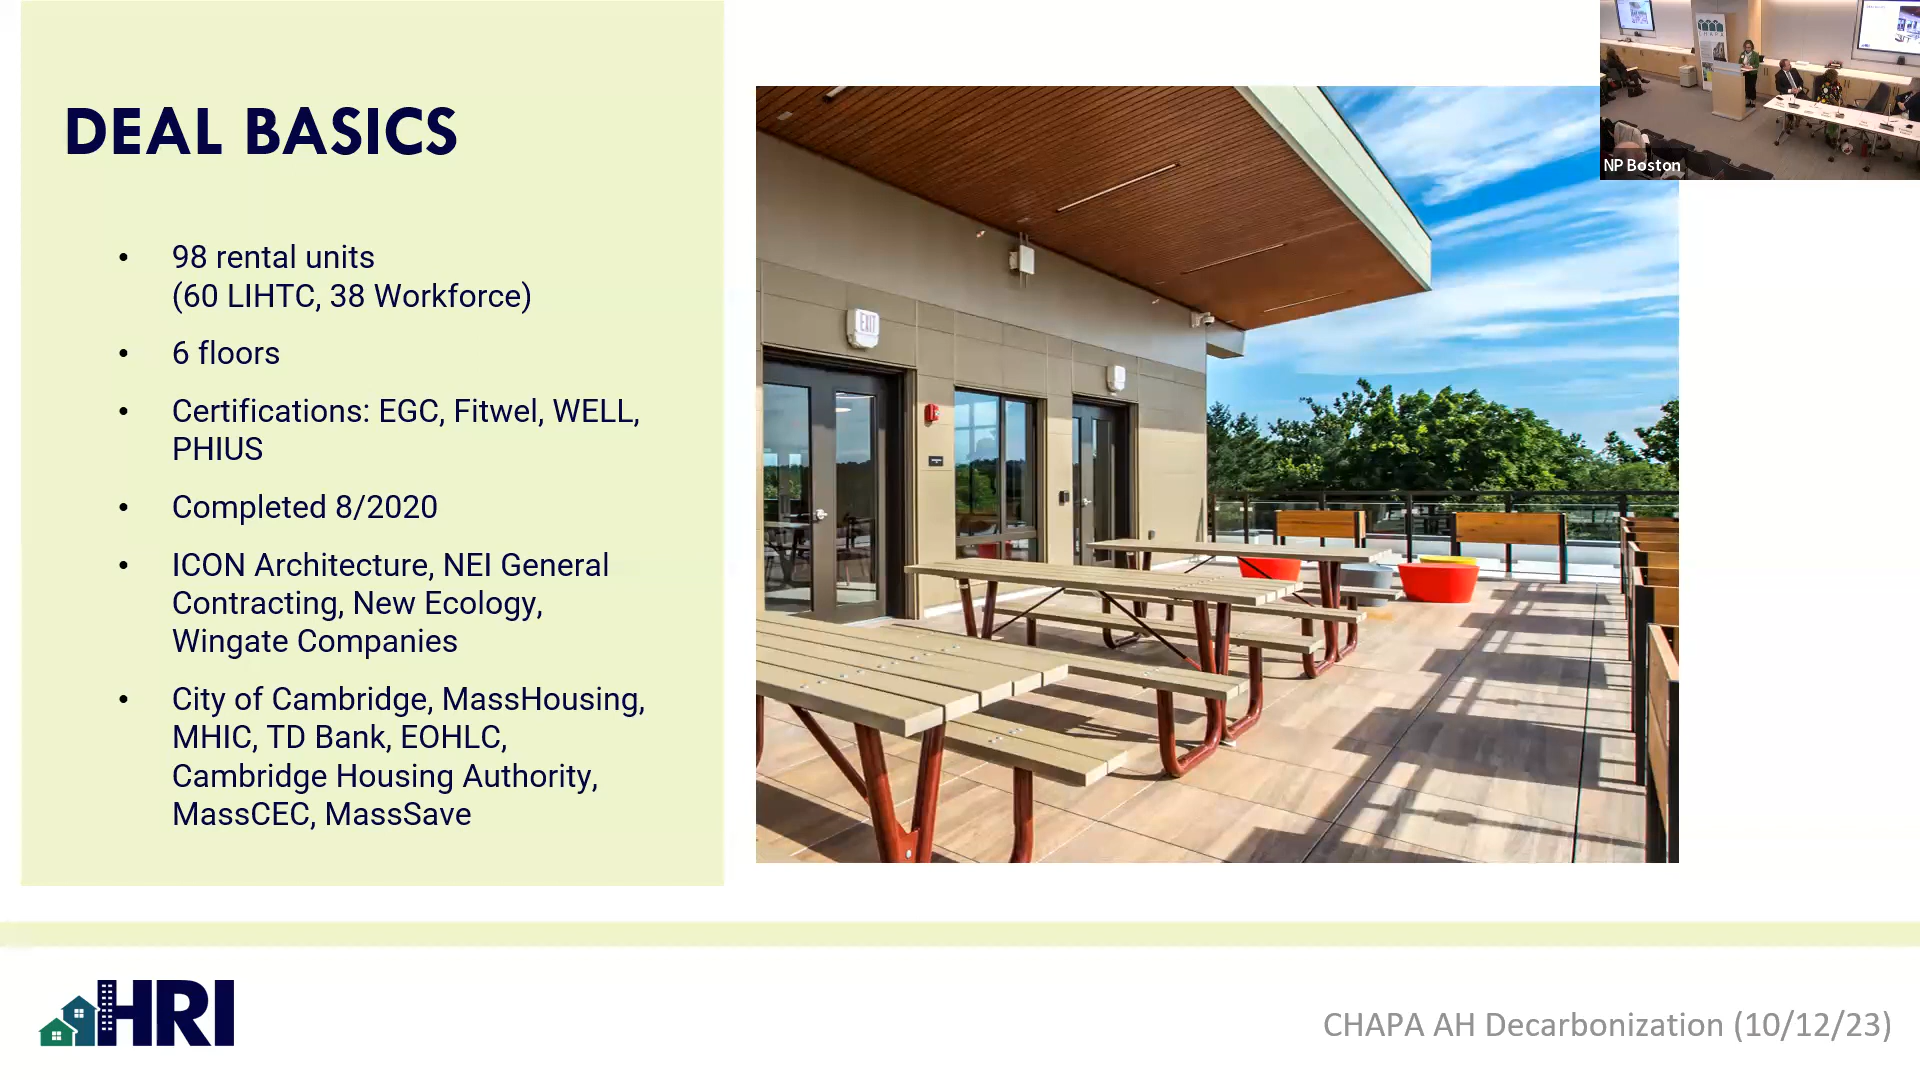 DEAL BASICS
• 98 rental units
(60 LIHTC, 38 Workforce)
• 6 floors
• Certifications: EGC, Fitwel, WELL,
PHIUS
• Completed 8/2020
• ICON Architecture, NEI General
Contracting, New Ecology,
Wingate Companies
• City of Cambridge, MassHousing,
MHIC, TD Bank, EOHLC,
Cambridge Housing Authority,
MassCEC, MassSave
EXIT
CHAPA
NP Boston
HRI
CHAPA AH Decarbonization (10/12/23)